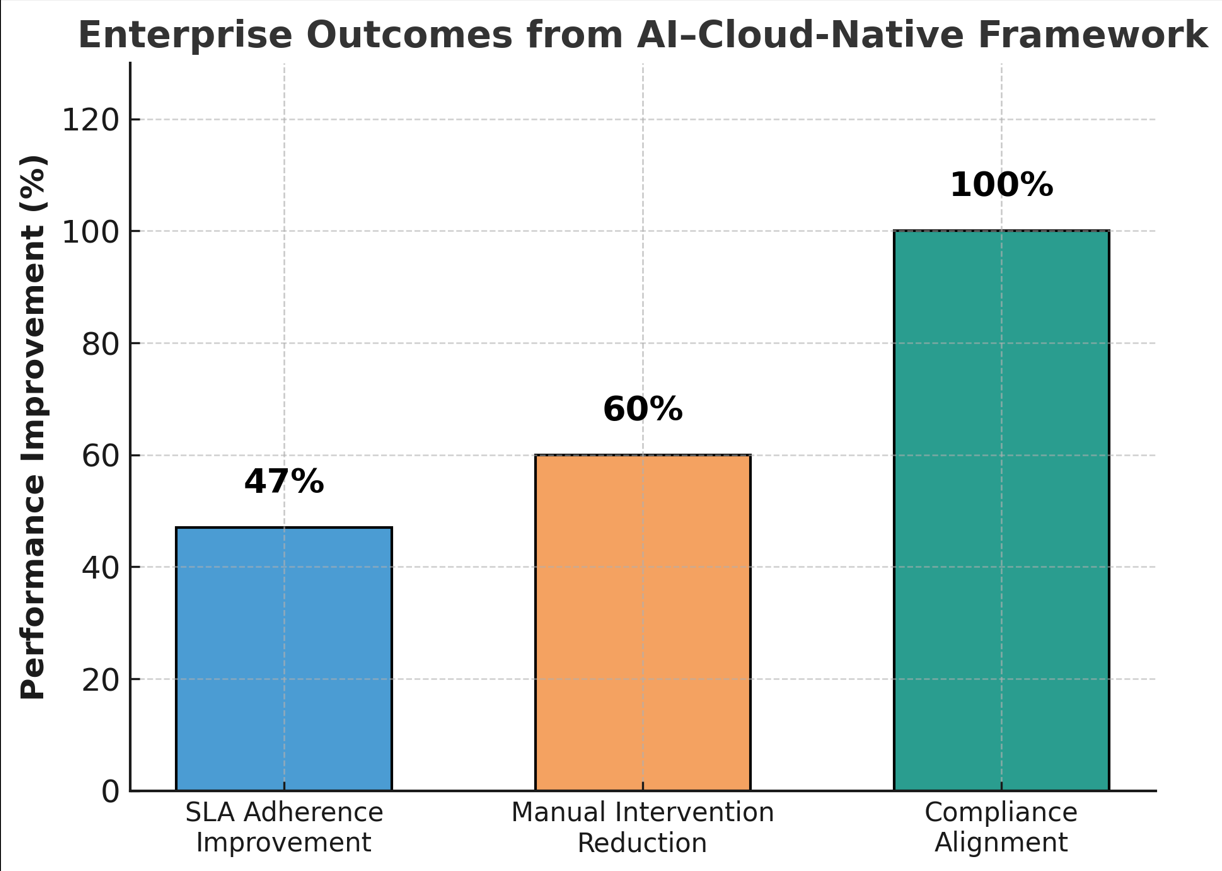 Enterprise Outcomes from AI–Cloud-Native Framework
Performance Improvement (%)
120
100
80
60
40
20
0
47%
60%
100%
SLA Adherence
Improvement
Manual Intervention
Reduction
Compliance
Alignment